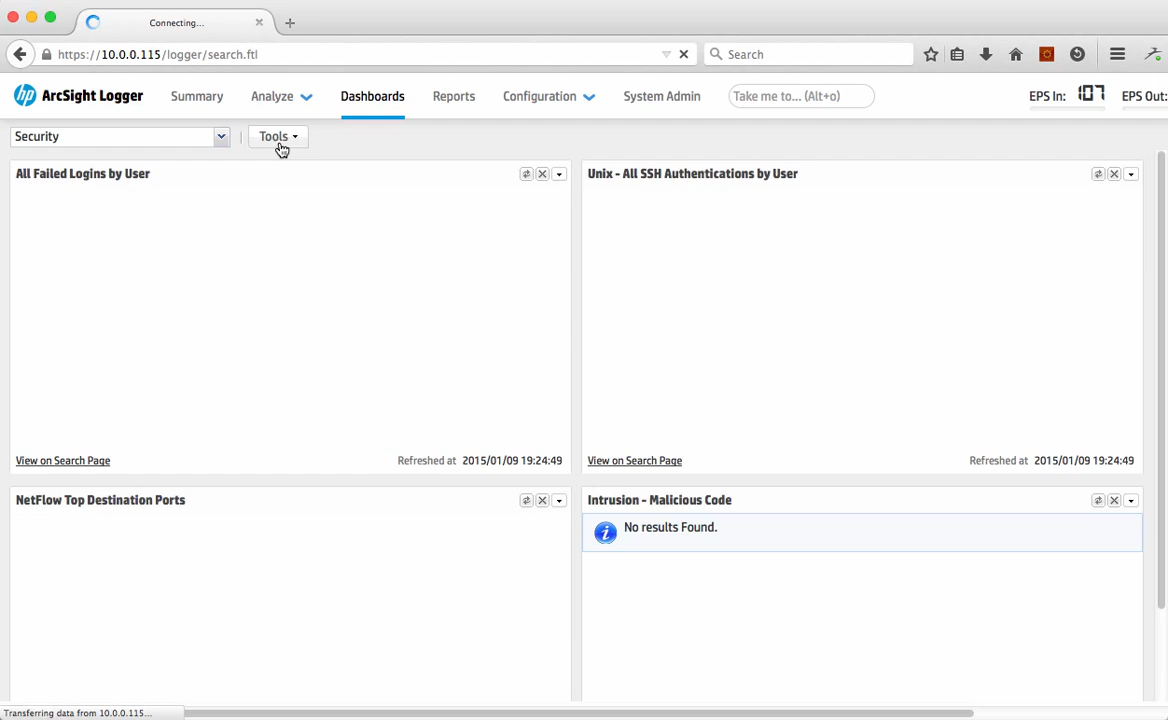 Connecting...
https://10.0.0.115/logger/search.ftl
Search
hp ArcSight Logger
Summary
Analyze
Dashboards
Reports
Configuration
System Admin
Take me to... (Alt+o)
EPS In: 107
EPS Out:
Security
Tools
All Failed Logins by User
Unix - All SSH Authentications by User
View on Search Page
Refreshed at 2015/01/09 19:24:49
View on Search Page
Refreshed at 2015/01/09 19:24:49
NetFlow Top Destination Ports
Intrusion - Malicious Code
No results Found.
Transferring data from 10.0.0.115...